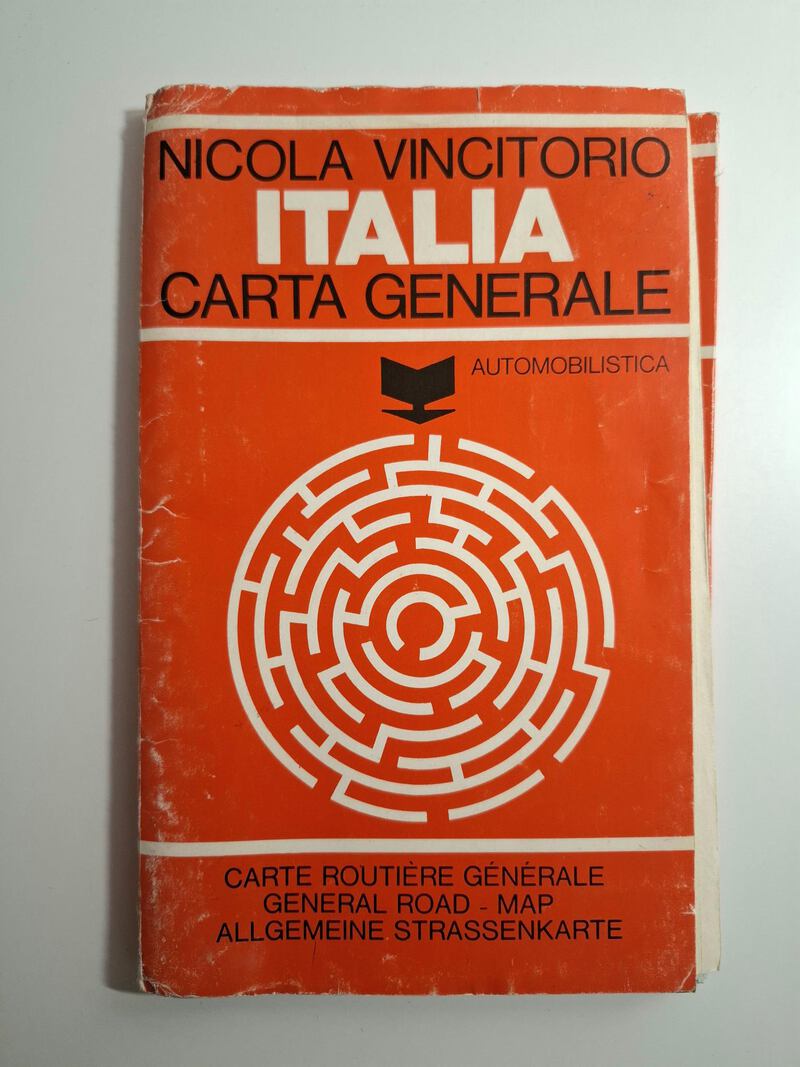 NICOLA VINCITORIO
ITALIA
CARTA GENERALE
AUTOMOBILISTICA
CARTE ROUTIÈRE GÉNÉRALE
GENERAL ROAD - MAP
ALLGEMEINE STRASSENKARTE